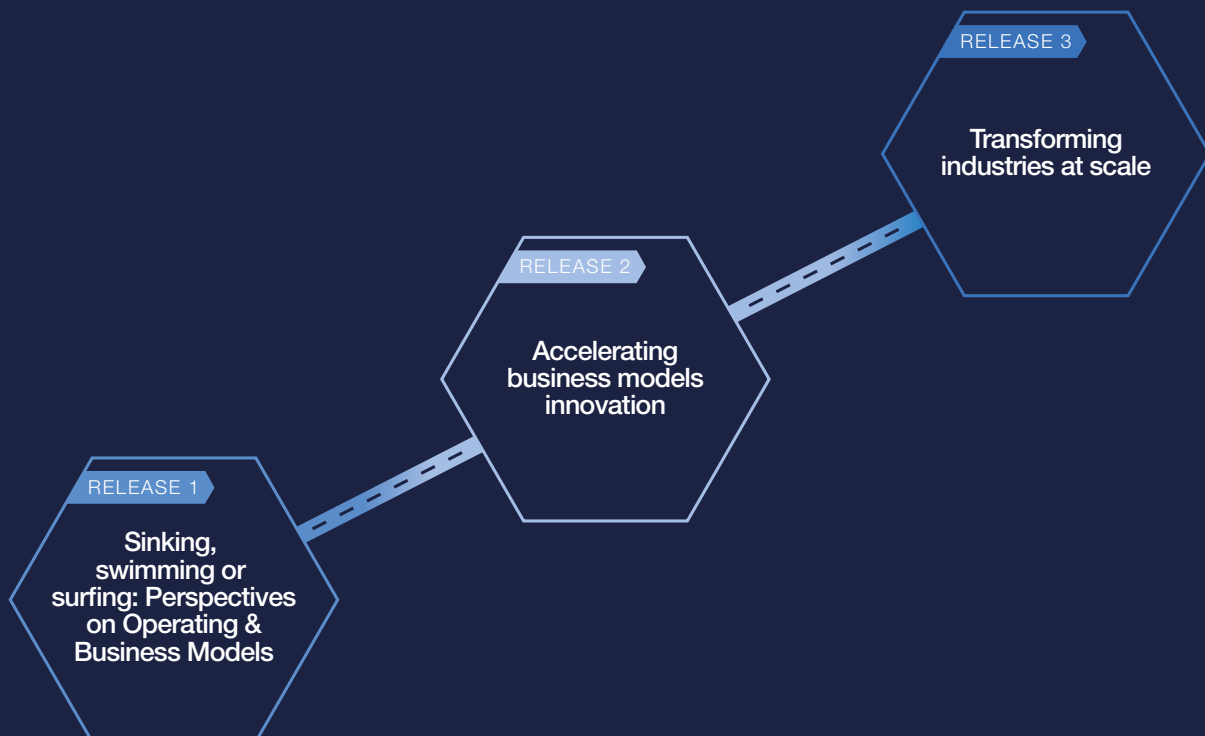 RELEASE 3
Transforming
industries at scale
RELEASE 2
Accelerating
business models
innovation
RELEASE 1
Sinking,
swimming or
surfing: Perspectives
on Operating &
Business Models